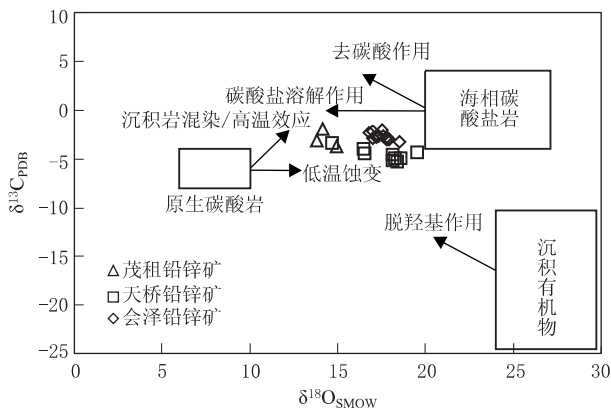 10
5
0
−5
−10
−15
−20
−25
δ¹³C_PDB
去碳酸作用
碳酸盐溶解作用
沉积岩混染/高温效应
海相碳
酸盐岩
低温蚀变
原生碳酸岩
脱羟基作用
沉
积
有
机
物
茂租铅锌矿
天桥铅锌矿
会泽铅锌矿
0 5 10 15 20 25 30
δ¹⁸O_SMOW